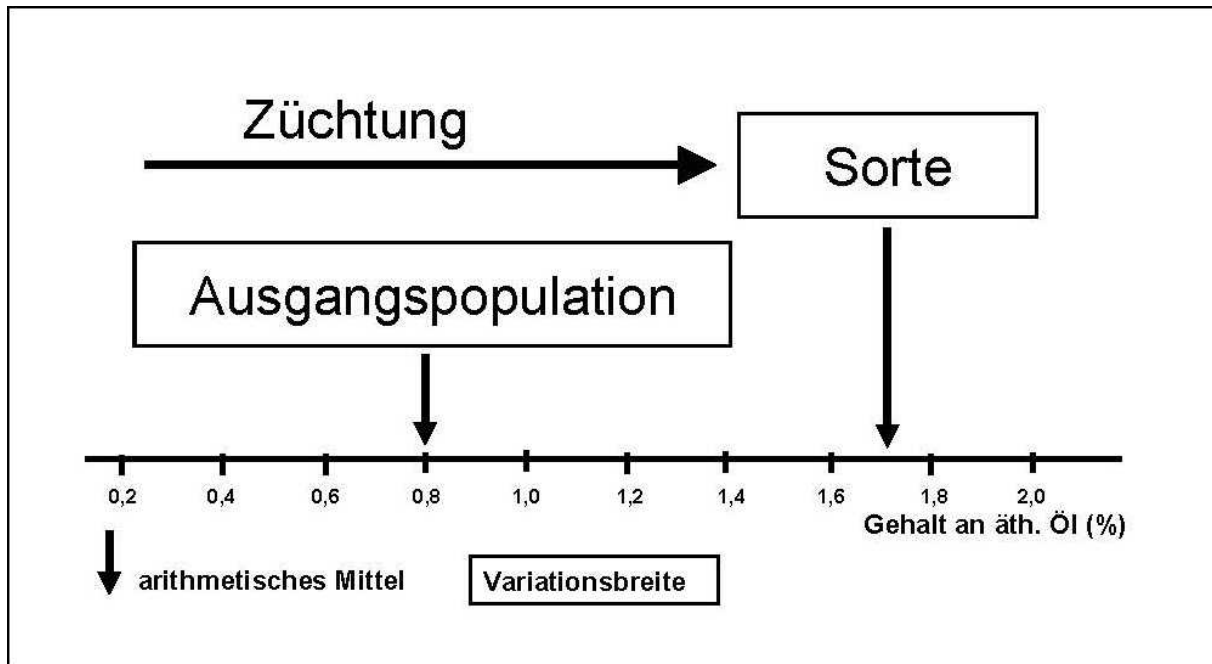 Züchtung
Sorte
Ausgangspopulation
0,2 0,4 0,6 0,8 1,0 1,2 1,4 1,6 1,8 2,0
Gehalt an äth. Öl (%)
arithmetisches Mittel
Variationsbreite